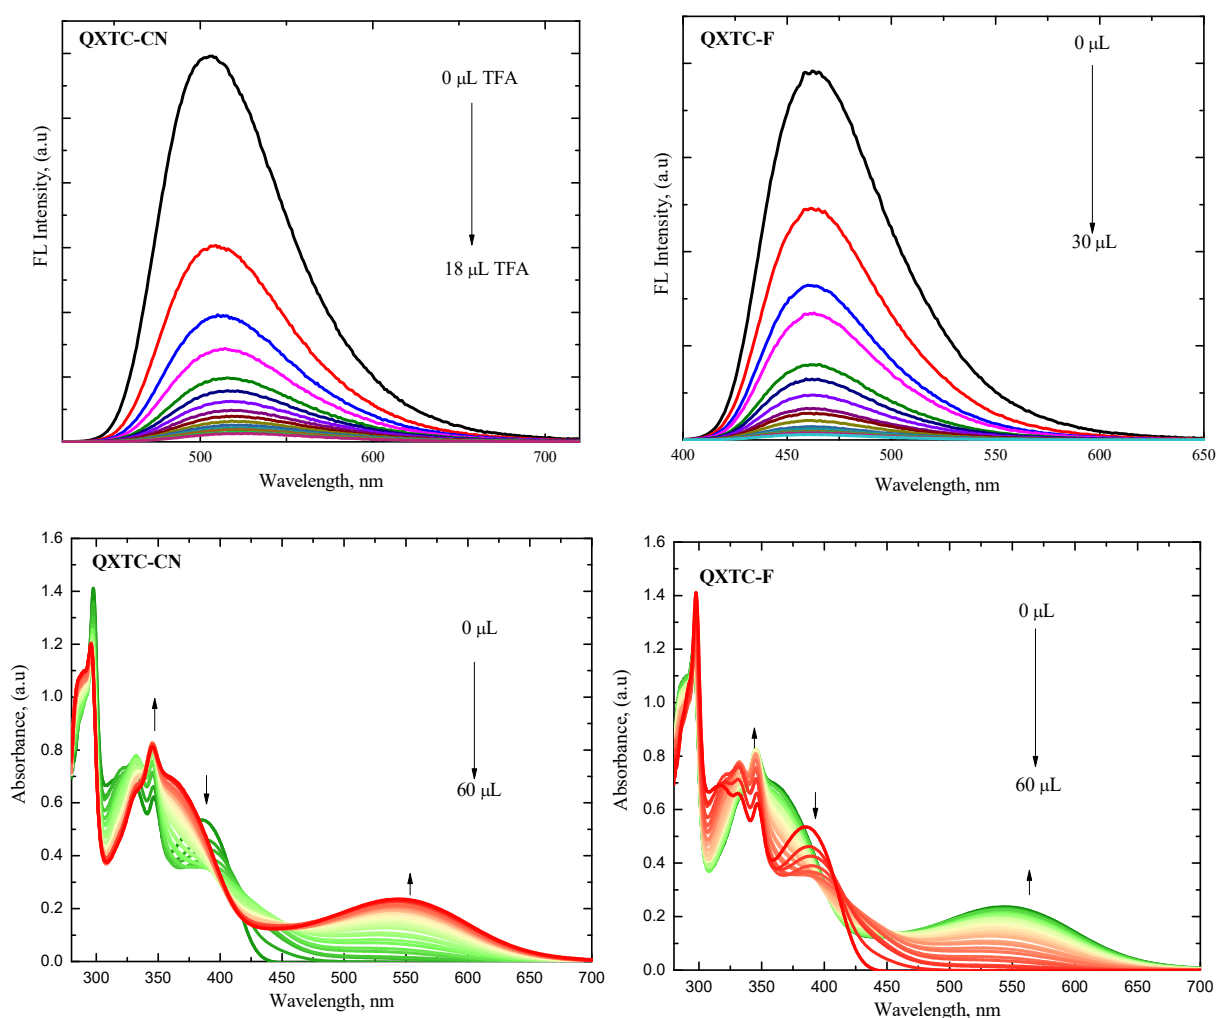 QXTC-CN
0 μL TFA
18 μL TFA
FL Intensity, (a.u)
500
600
700
Wavelength, nm
QXTC-F
0 μL
30 μL
FL Intensity, (a.u)
400
450
500
550
600
650
Wavelength, nm
QXTC-CN
0 μL
60 μL
Absorbance, (a.u)
1.6
1.4
1.2
1.0
0.8
0.6
0.4
0.2
0.0
300
350
400
450
500
550
600
650
700
Wavelength, nm
QXTC-F
0 μL
60 μL
Absorbance, (a.u)
1.6
1.4
1.2
1.0
0.8
0.6
0.4
0.2
0.0
300
350
400
450
500
550
600
650
700
Wavelength, nm